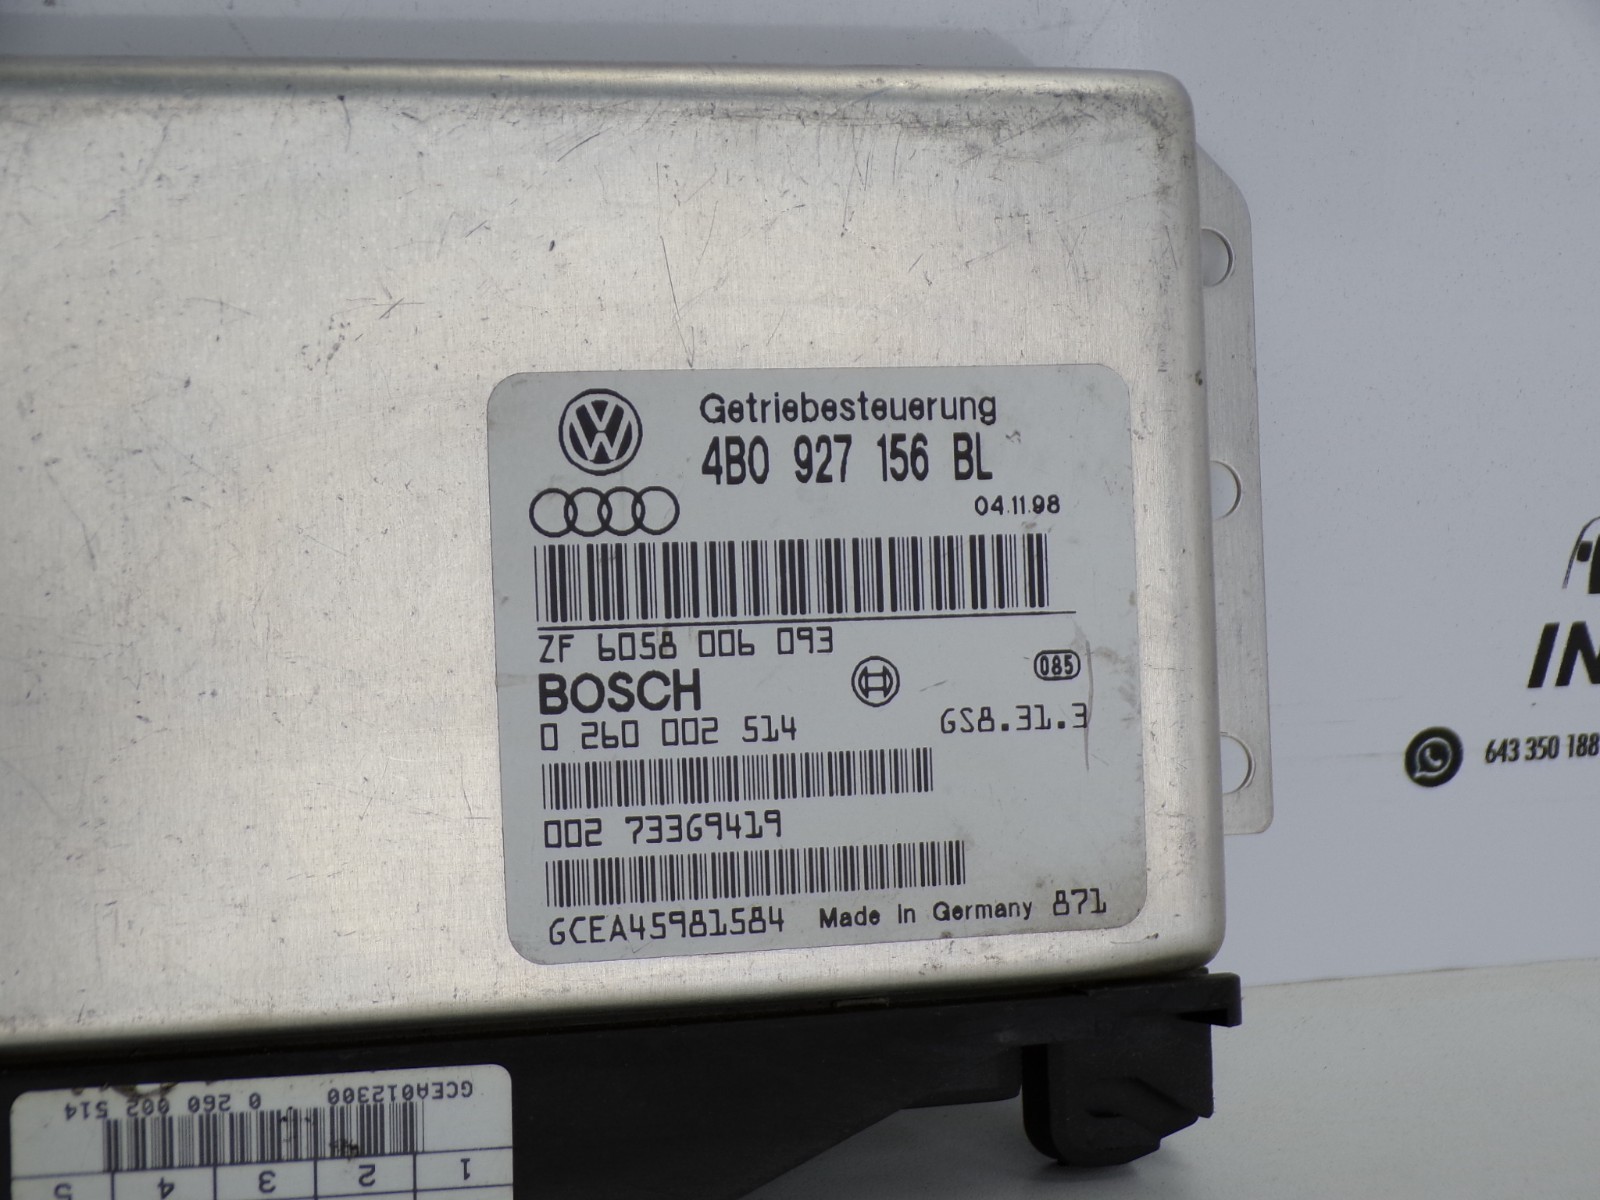 Getriebesteuerung
4B0 927 156 BL
04.11.98
ZF 6058 006 093
BOSCH
085
0 260 002 514
GS8.31.3
002 733G9419
GCEA45981584 Made in Germany 871
GCEA012300 0 260 002 514
1 2 3 4 5
IN
643 350 188